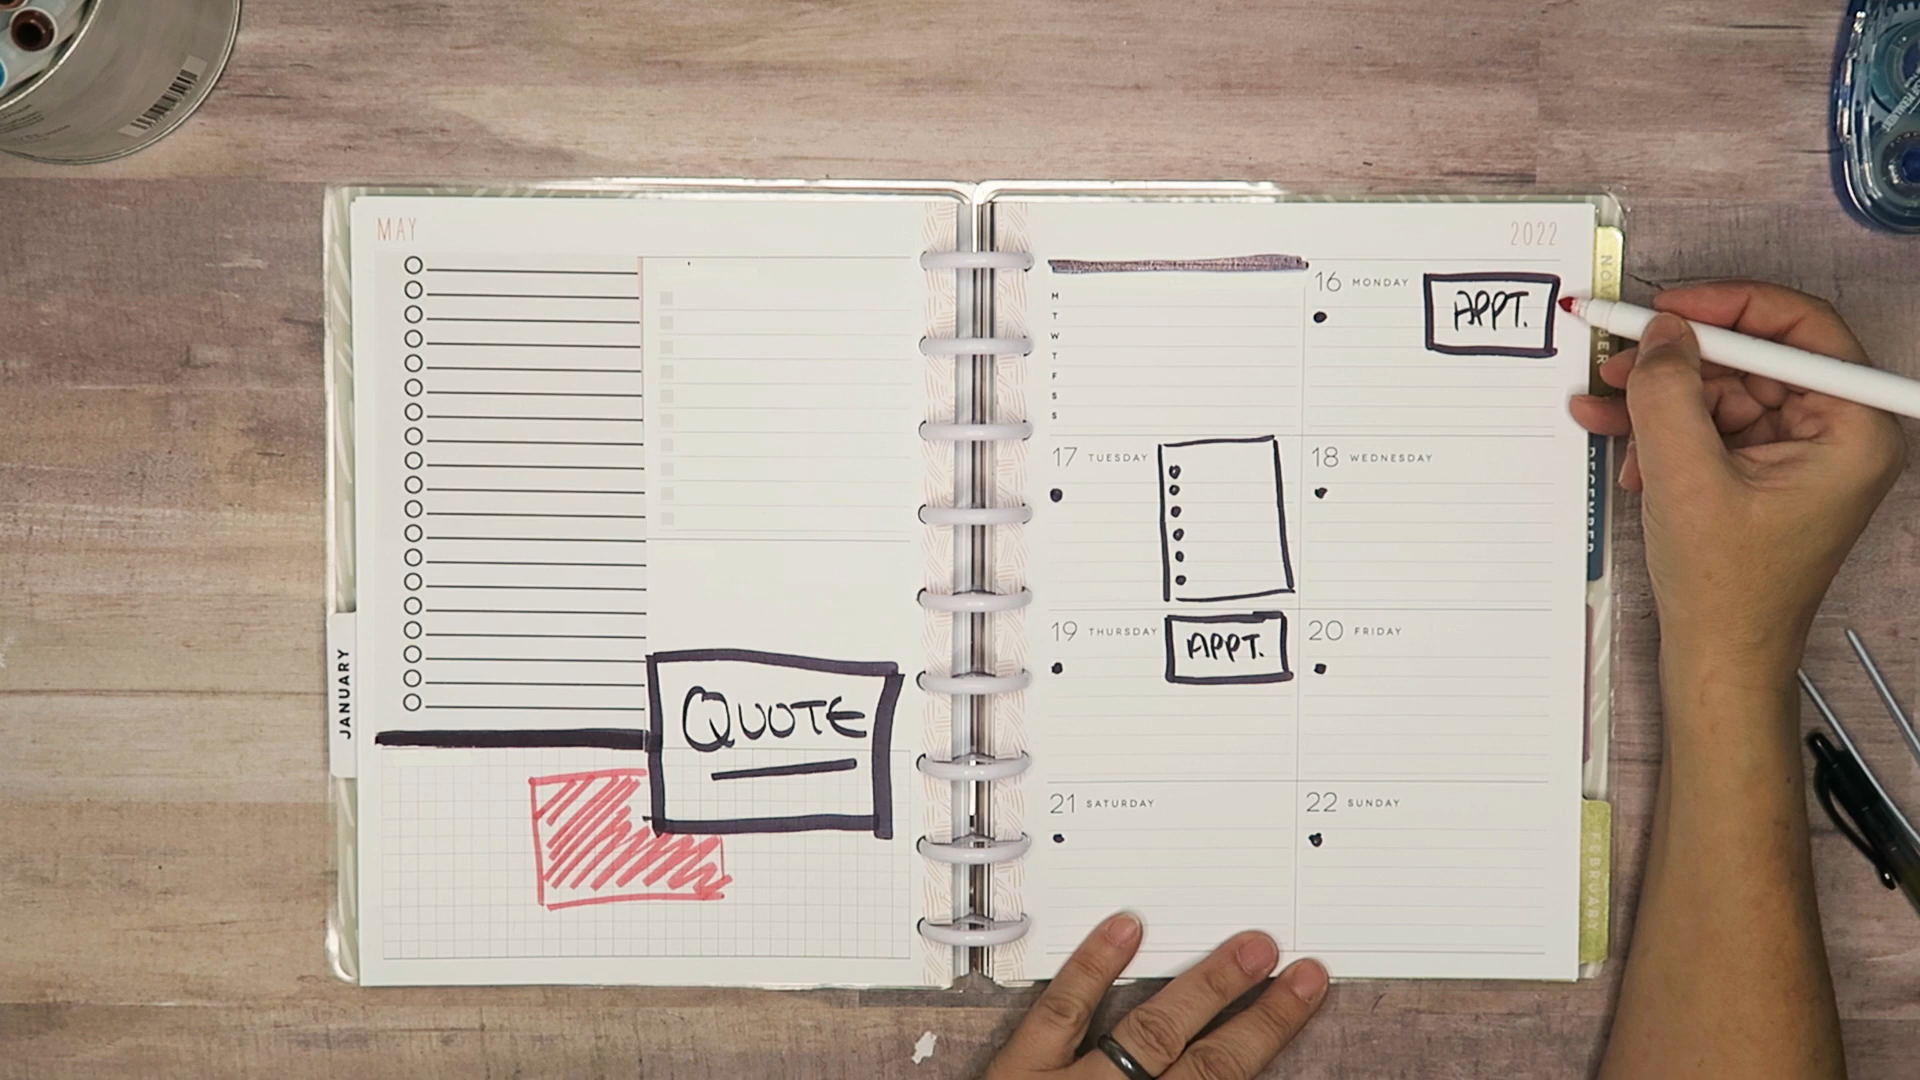 MAY
QUOTE
JANUARY
2022
M
T
W
T
F
S
S
16 MONDAY
APPT.
17 TUESDAY
18 WEDNESDAY
19 THURSDAY
APPT.
20 FRIDAY
21 SATURDAY
22 SUNDAY
DECEMBER
FEBRUARY